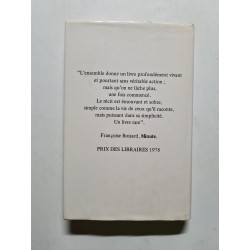 "L'ensemble donne un livre profondément vivant
et pourtant sans véritable action ;
mais qu'on ne lâche plus,
une fois commencé.
Le récit est émouvant et sobre,
simple comme la vie de ceux qu'il raconte,
mais puissant dans sa simplicité.
Un livre rare".
Françoise Boizard, Minute.
PRIX DES LIBRAIRES 1978